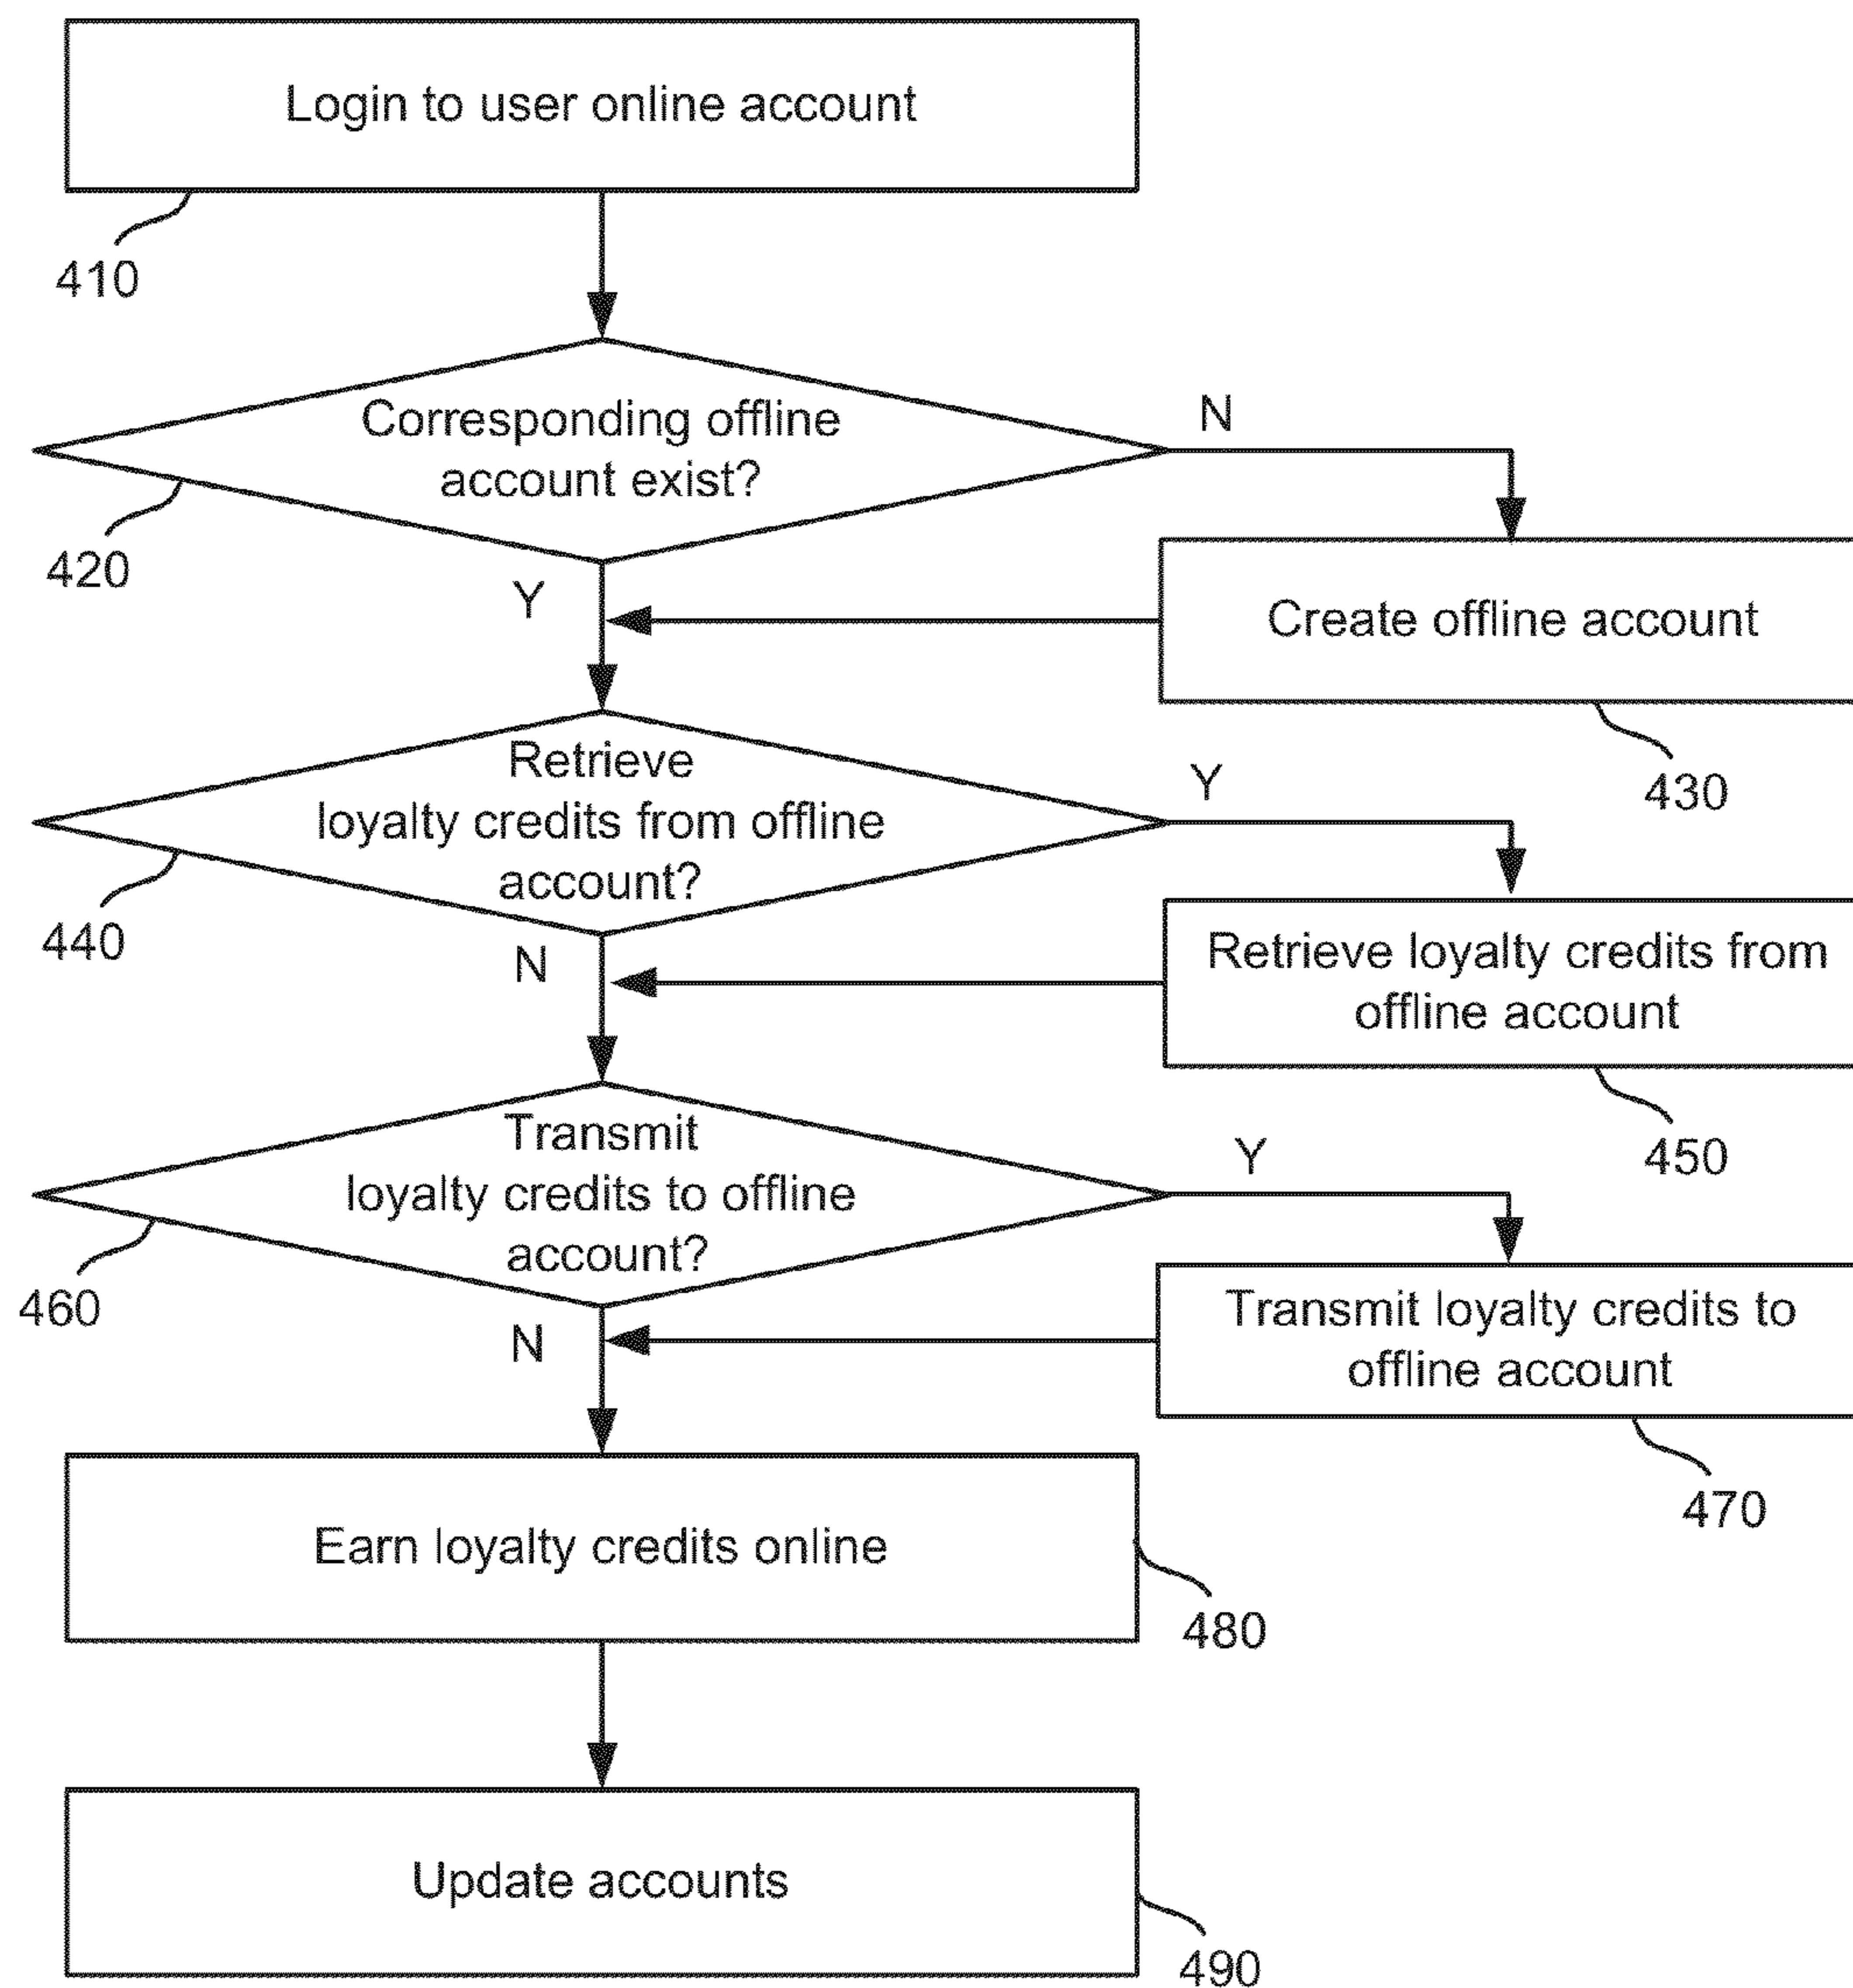 Login to user online account
410
Corresponding offline
account exist?
N
420
Y
Create offline account
430
Retrieve
loyalty credits from offline
account?
Y
440
N
Retrieve loyalty credits from
offline account
450
Transmit
loyalty credits to offline
account?
Y
460
N
Transmit loyalty credits to
offline account
470
Earn loyalty credits online
480
Update accounts
490